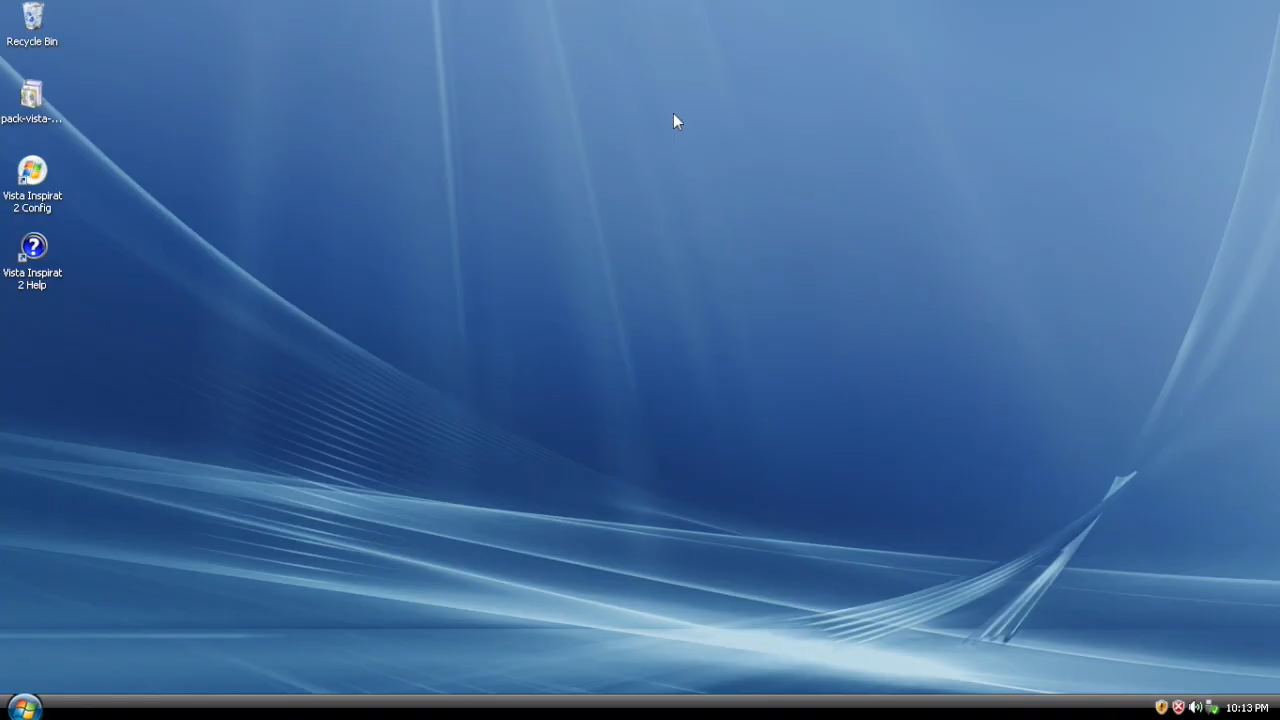 Recycle Bin
pack-vista-...
Vista Inspirat
2 Config
?
Vista Inspirat
2 Help
10:13 PM